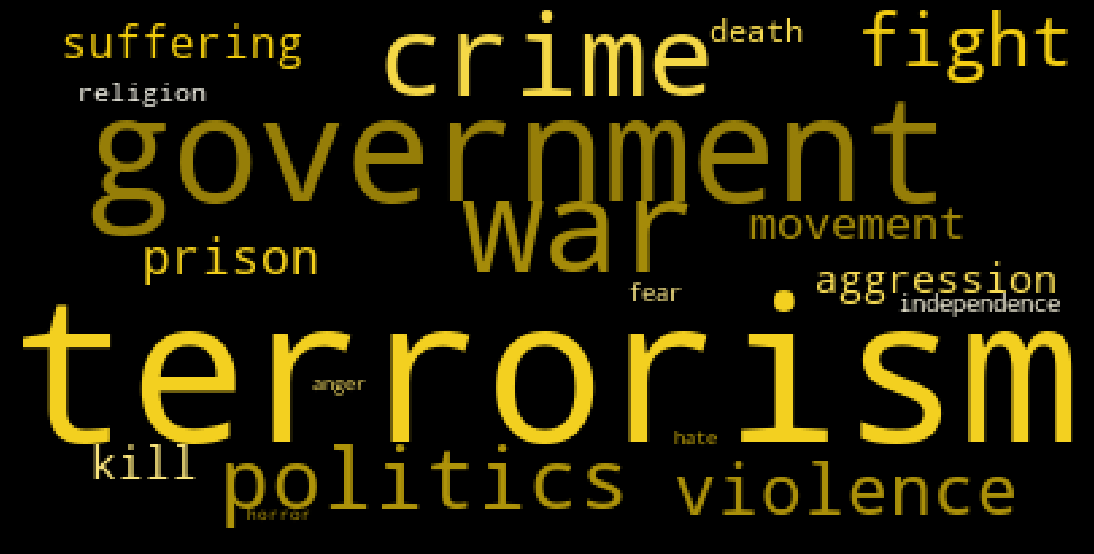 suffering crime death fight
religion
government
war movement
prison
aggression
fear independence
terrorism
anger
hate
kill politics violence
horror